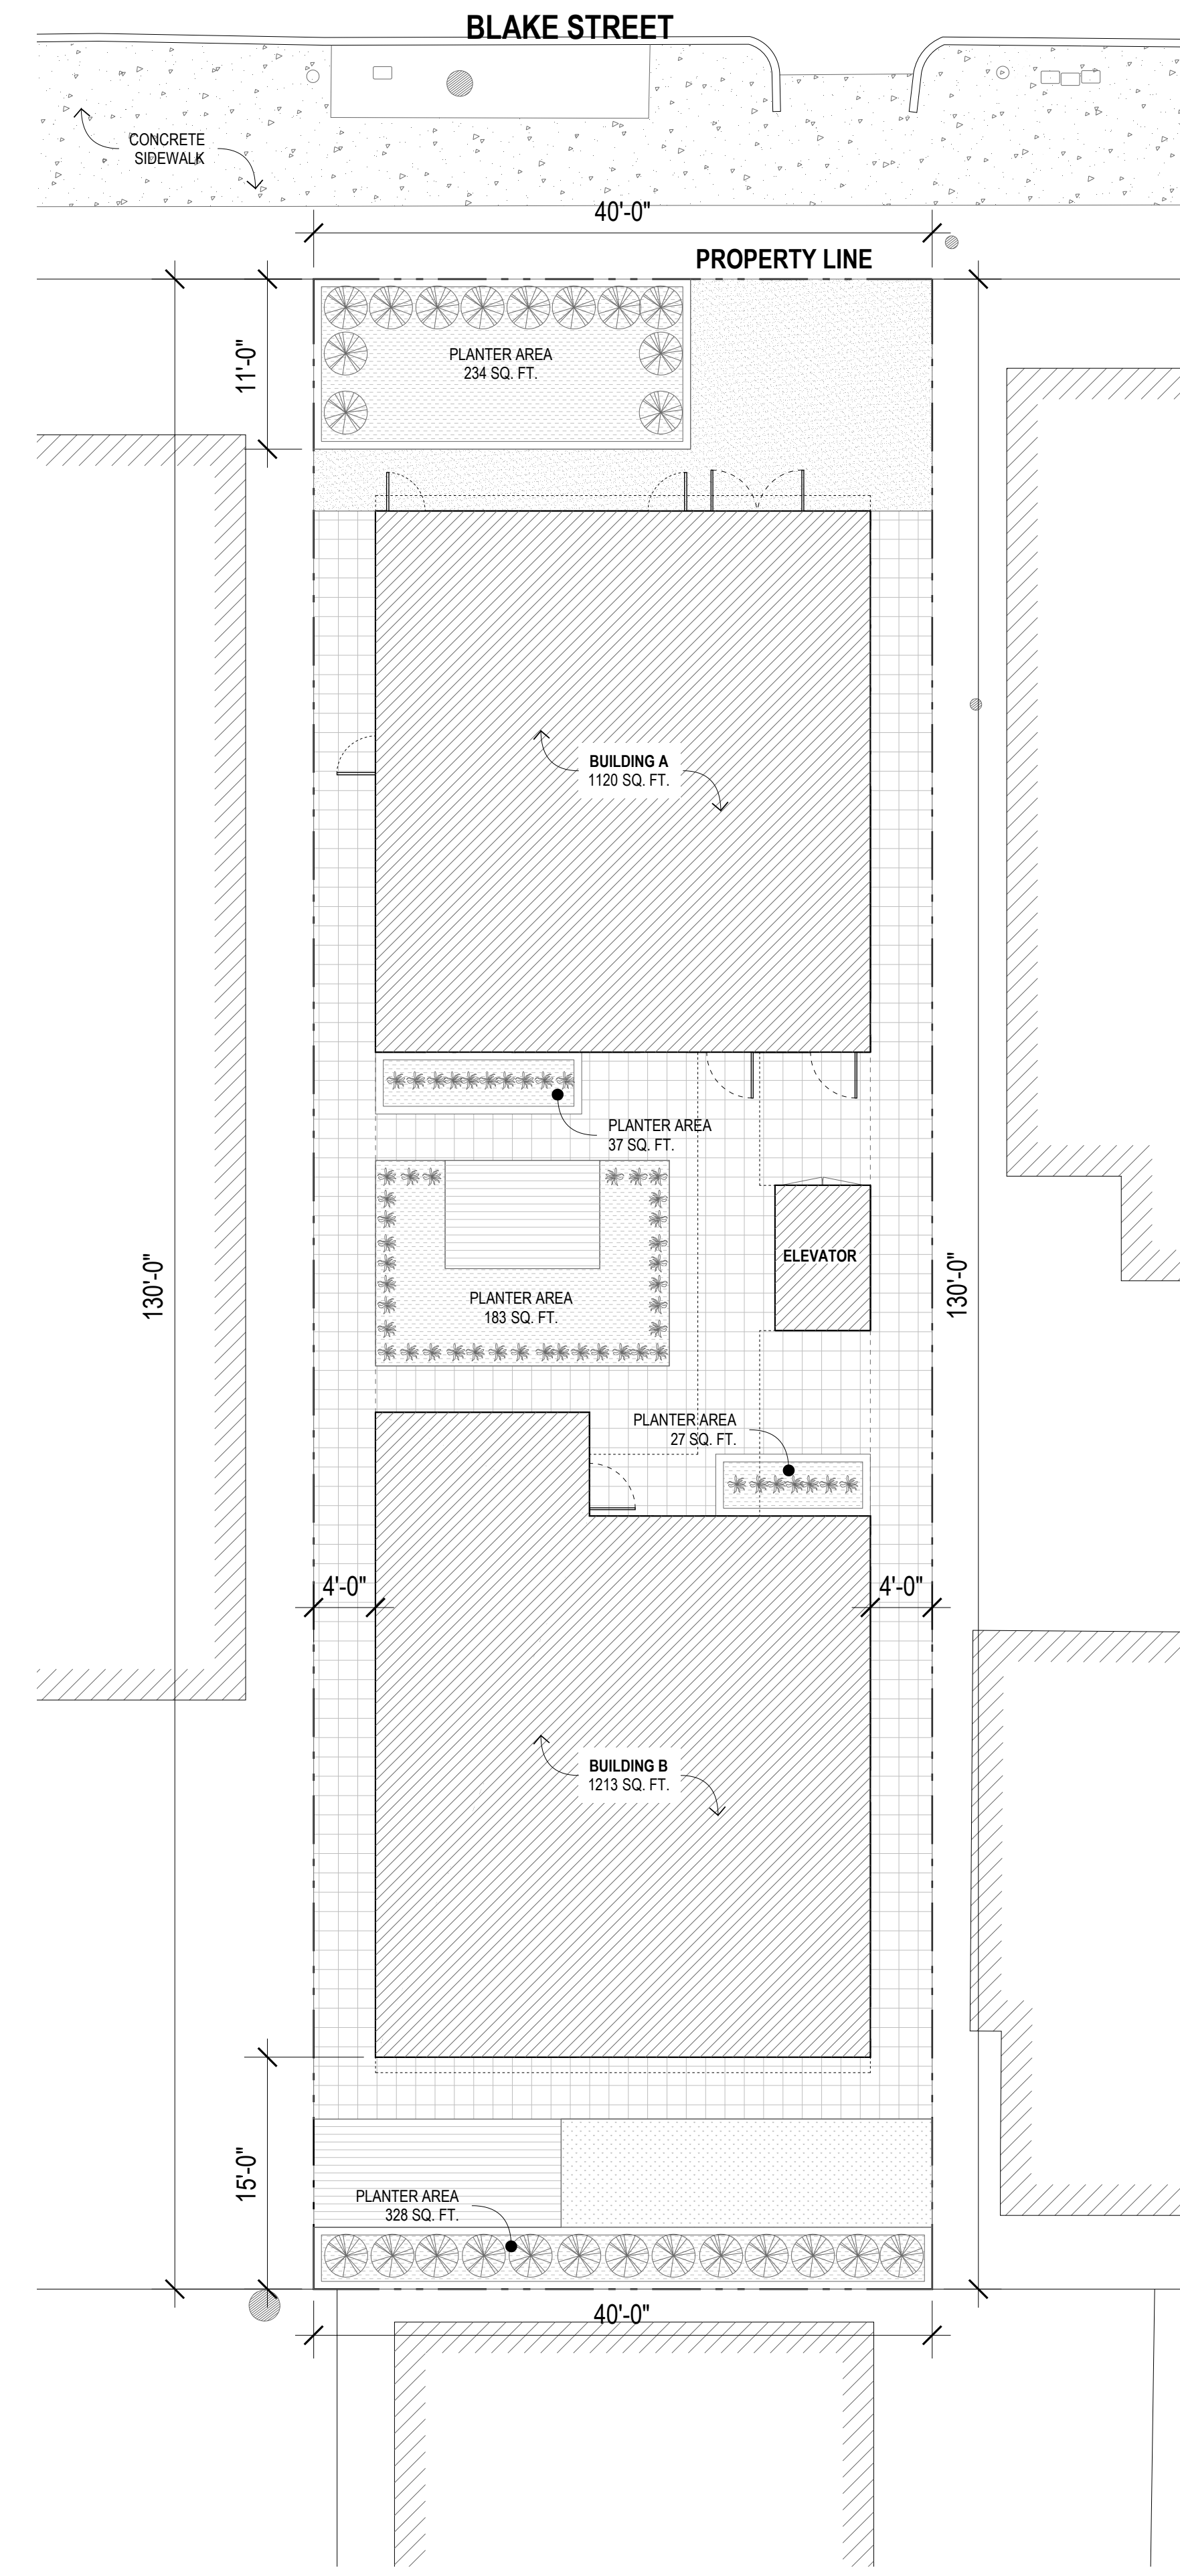 BLAKE STREET
CONCRETE
SIDEWALK
40'-0"
PROPERTY LINE
11'-0"
PLANTER AREA
234 SQ. FT.
BUILDING A
1120 SQ. FT.
PLANTER AREA
37 SQ. FT.
130'-0"
ELEVATOR
130'-0"
PLANTER AREA
183 SQ. FT.
PLANTER AREA
27 SQ. FT.
4'-0"
4'-0"
BUILDING B
1213 SQ. FT.
15'-0"
PLANTER AREA
328 SQ. FT.
40'-0"